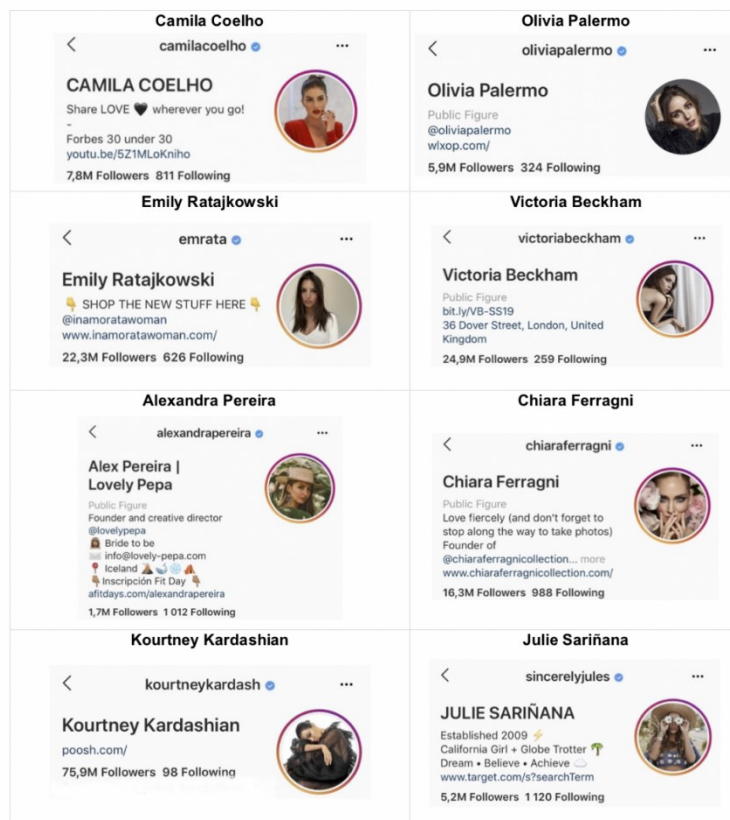 Camila Coelho
camilacoelho
CAMILA COELHO
Share LOVE 🖤 wherever you go!
-
Forbes 30 under 30
youtu.be/5Z1MLoKniho
7,8M Followers 811 Following
Olivia Palermo
oliviapalermo
Olivia Palermo
Public Figure
@oliviapalermo
wlxop.com/
5,9M Followers 324 Following
Emily Ratajkowski
emrata
Emily Ratajkowski
👇 SHOP THE NEW STUFF HERE 👇
@inamoratawoman
www.inamoratawoman.com/
22,3M Followers 626 Following
Victoria Beckham
victoriabeckham
Victoria Beckham
Public Figure
bit.ly/VB-SS19
36 Dover Street, London, United
Kingdom
24,9M Followers 259 Following
Alexandra Pereira
alexandrapereira
Alex Pereira |
Lovely Pepa
Public Figure
Founder and creative director
@lovelypepa
Bride to be
info@lovely-pepa.com
Iceland
Inscripción Fit Day
afitdays.com/alexandrapereira
1,7M Followers 1 012 Following
Chiara Ferragni
chiaraferragni
Chiara Ferragni
Public Figure
Love fiercely (and don't forget to
stop along the way to take photos)
Founder of
@chiaraferragnicollection... more
www.chiaraferragnicollection.com/
16,3M Followers 988 Following
Kourtney Kardashian
kourtneykardash
Kourtney Kardashian
poosh.com/
75,9M Followers 98 Following
Julie Sariñana
sincerelyjules
JULIE SARIÑANA
Established 2009 ⚡
California Girl + Globe Trotter 🌴
Dream • Believe • Achieve ☁
www.target.com/s?searchTerm
5,2M Followers 1 120 Following